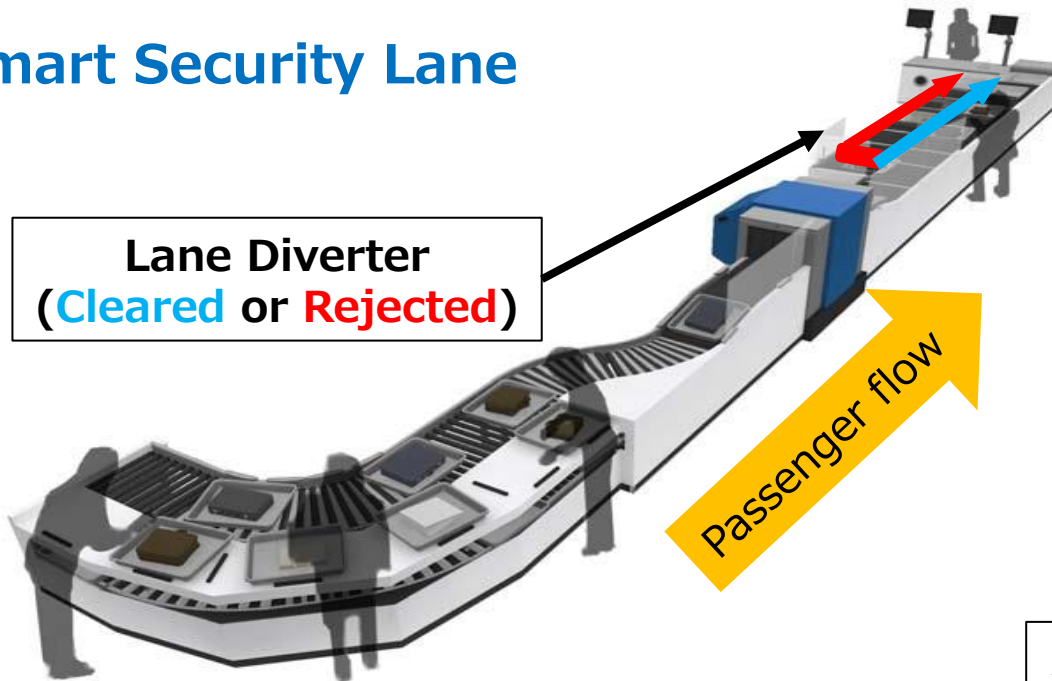 mart Security Lane
Lane Diverter
(Cleared or Rejected)
Passenger flow